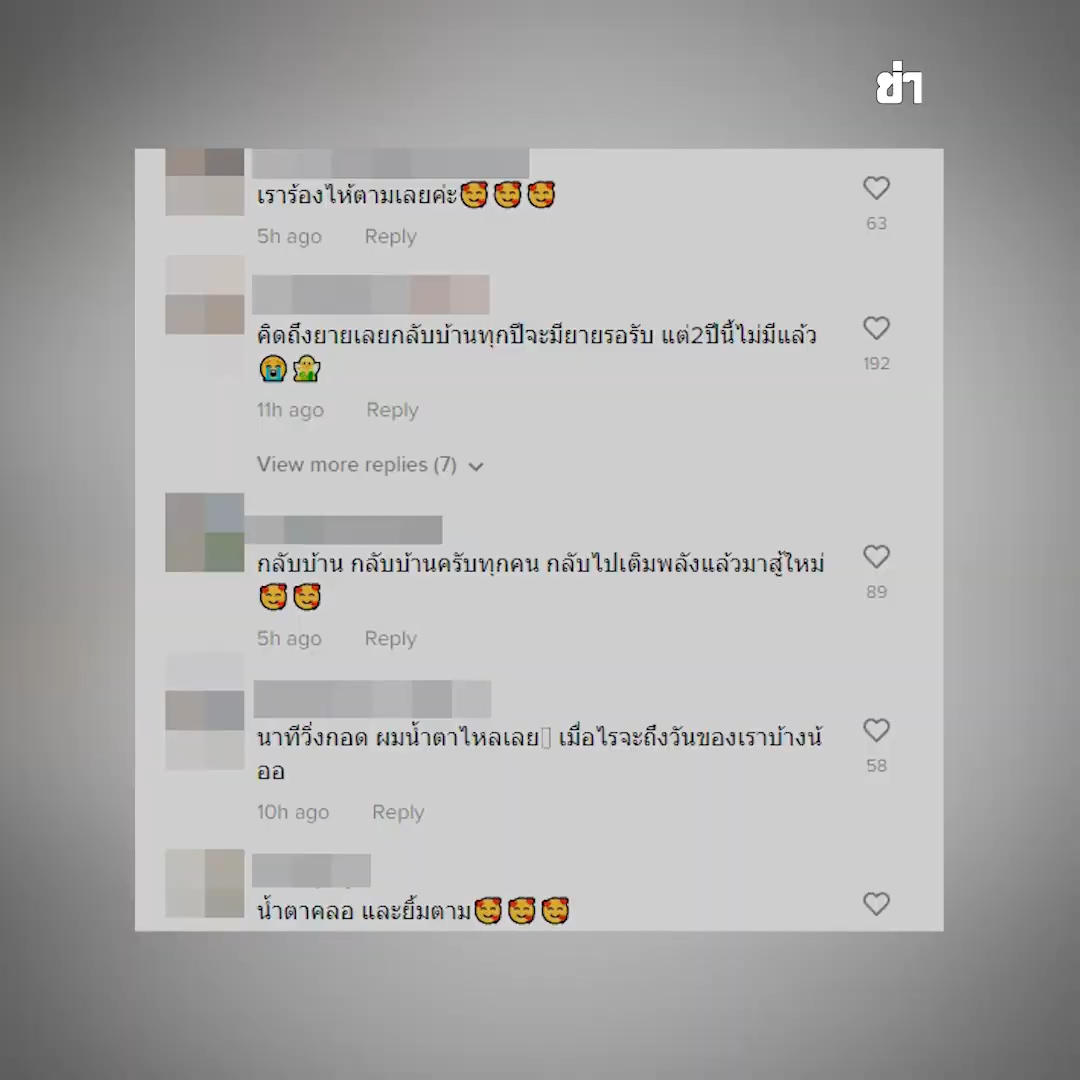 ข่า
เราร้องไห้ตามเลยค่ะ🥰🥰🥰
63
5h ago Reply
คิดถึงยายเลยกลับบ้านทุกปีจะมียายรอรับ แต่2ปีนี้ไม่มีแล้ว
😭🤮
192
11h ago Reply
View more replies (7)
กลับบ้าน กลับบ้านครับทุกคน กลับไปเติมพลังแล้วมาสู้ใหม่
🥰🥰
89
5h ago Reply
นาทีวิ่งกอด ผมน้ำตาไหลเลย เมื่อไรจะถึงวันของเราบ้างน้
ออ
58
10h ago Reply
น้ำตาคลอ และยิ้มตาม🥰🥰🥰